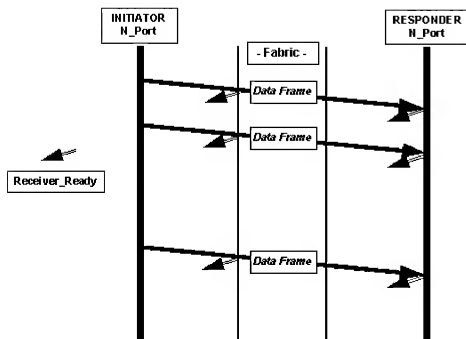 INITIATOR
N_Port
RESPONDER
N_Port
- Fabric -
Data Frame
Data Frame
Receiver_Ready
Data Frame